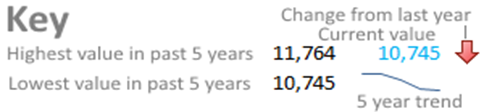 Key
Change from last year
Current value
Highest value in past 5 years 11,764 10,745
Lowest value in past 5 years 10,745
5 year trend